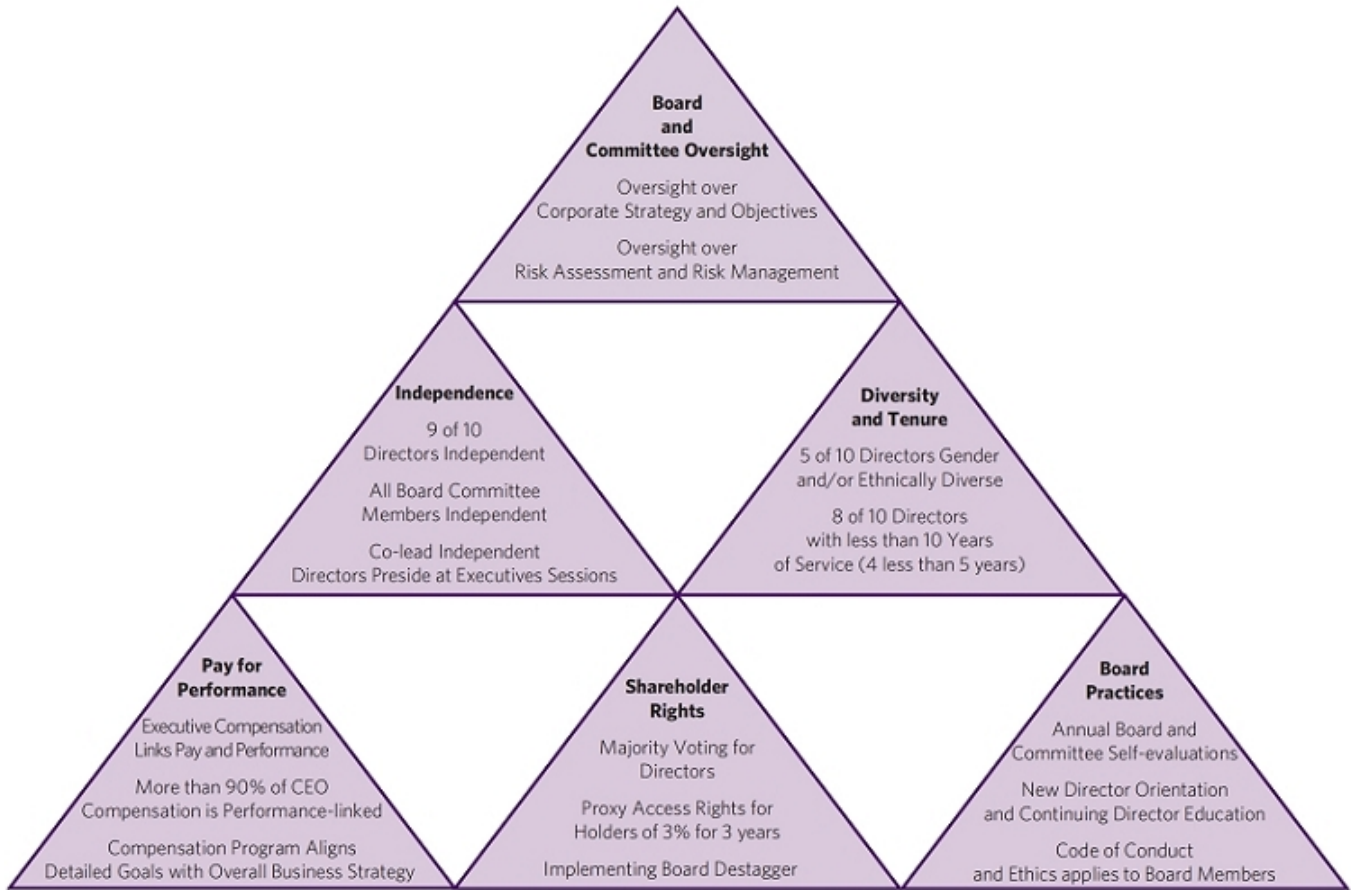 Board
and
Committee Oversight
Oversight over
Corporate Strategy and Objectives
Oversight over
Risk Assessment and Risk Management
Independence
9 of 10
Directors Independent
All Board Committee
Members Independent
Co-lead Independent
Directors Preside at Executives Sessions
Diversity
and Tenure
5 of 10 Directors Gender
and/or Ethnically Diverse
8 of 10 Directors
with less than 10 Years
of Service (4 less than 5 years)
Pay for
Performance
Executive Compensation
Links Pay and Performance
More than 90% of CEO
Compensation is Performance-linked
Compensation Program Aligns
Detailed Goals with Overall Business Strategy
Shareholder
Rights
Majority Voting for
Directors
Proxy Access Rights for
Holders of 3% for 3 years
Implementing Board Destagger
Board
Practices
Annual Board and
Committee Self-evaluations
New Director Orientation
and Continuing Director Education
Code of Conduct
and Ethics applies to Board Members